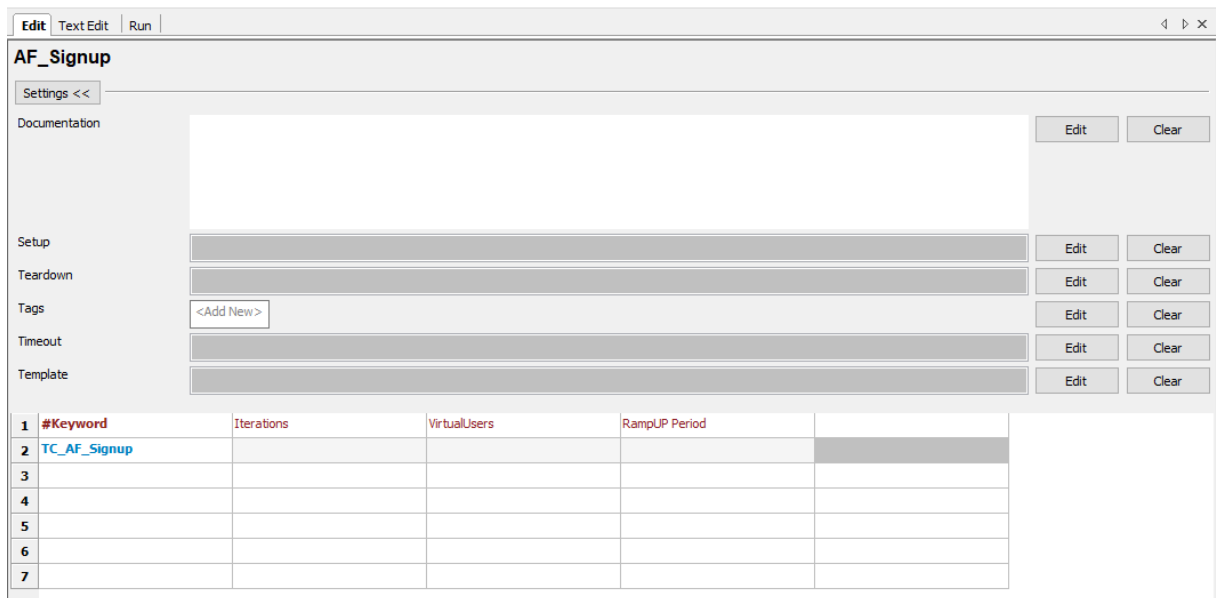 Edit Text Edit Run
AF_Signup
Settings <<
Documentation Edit Clear
Setup Edit Clear
Teardown Edit Clear
Tags <Add New> Edit Clear
Timeout Edit Clear
Template Edit Clear
1 #Keyword Iterations VirtualUsers RampUP Period
2 TC_AF_Signup
3
4
5
6
7